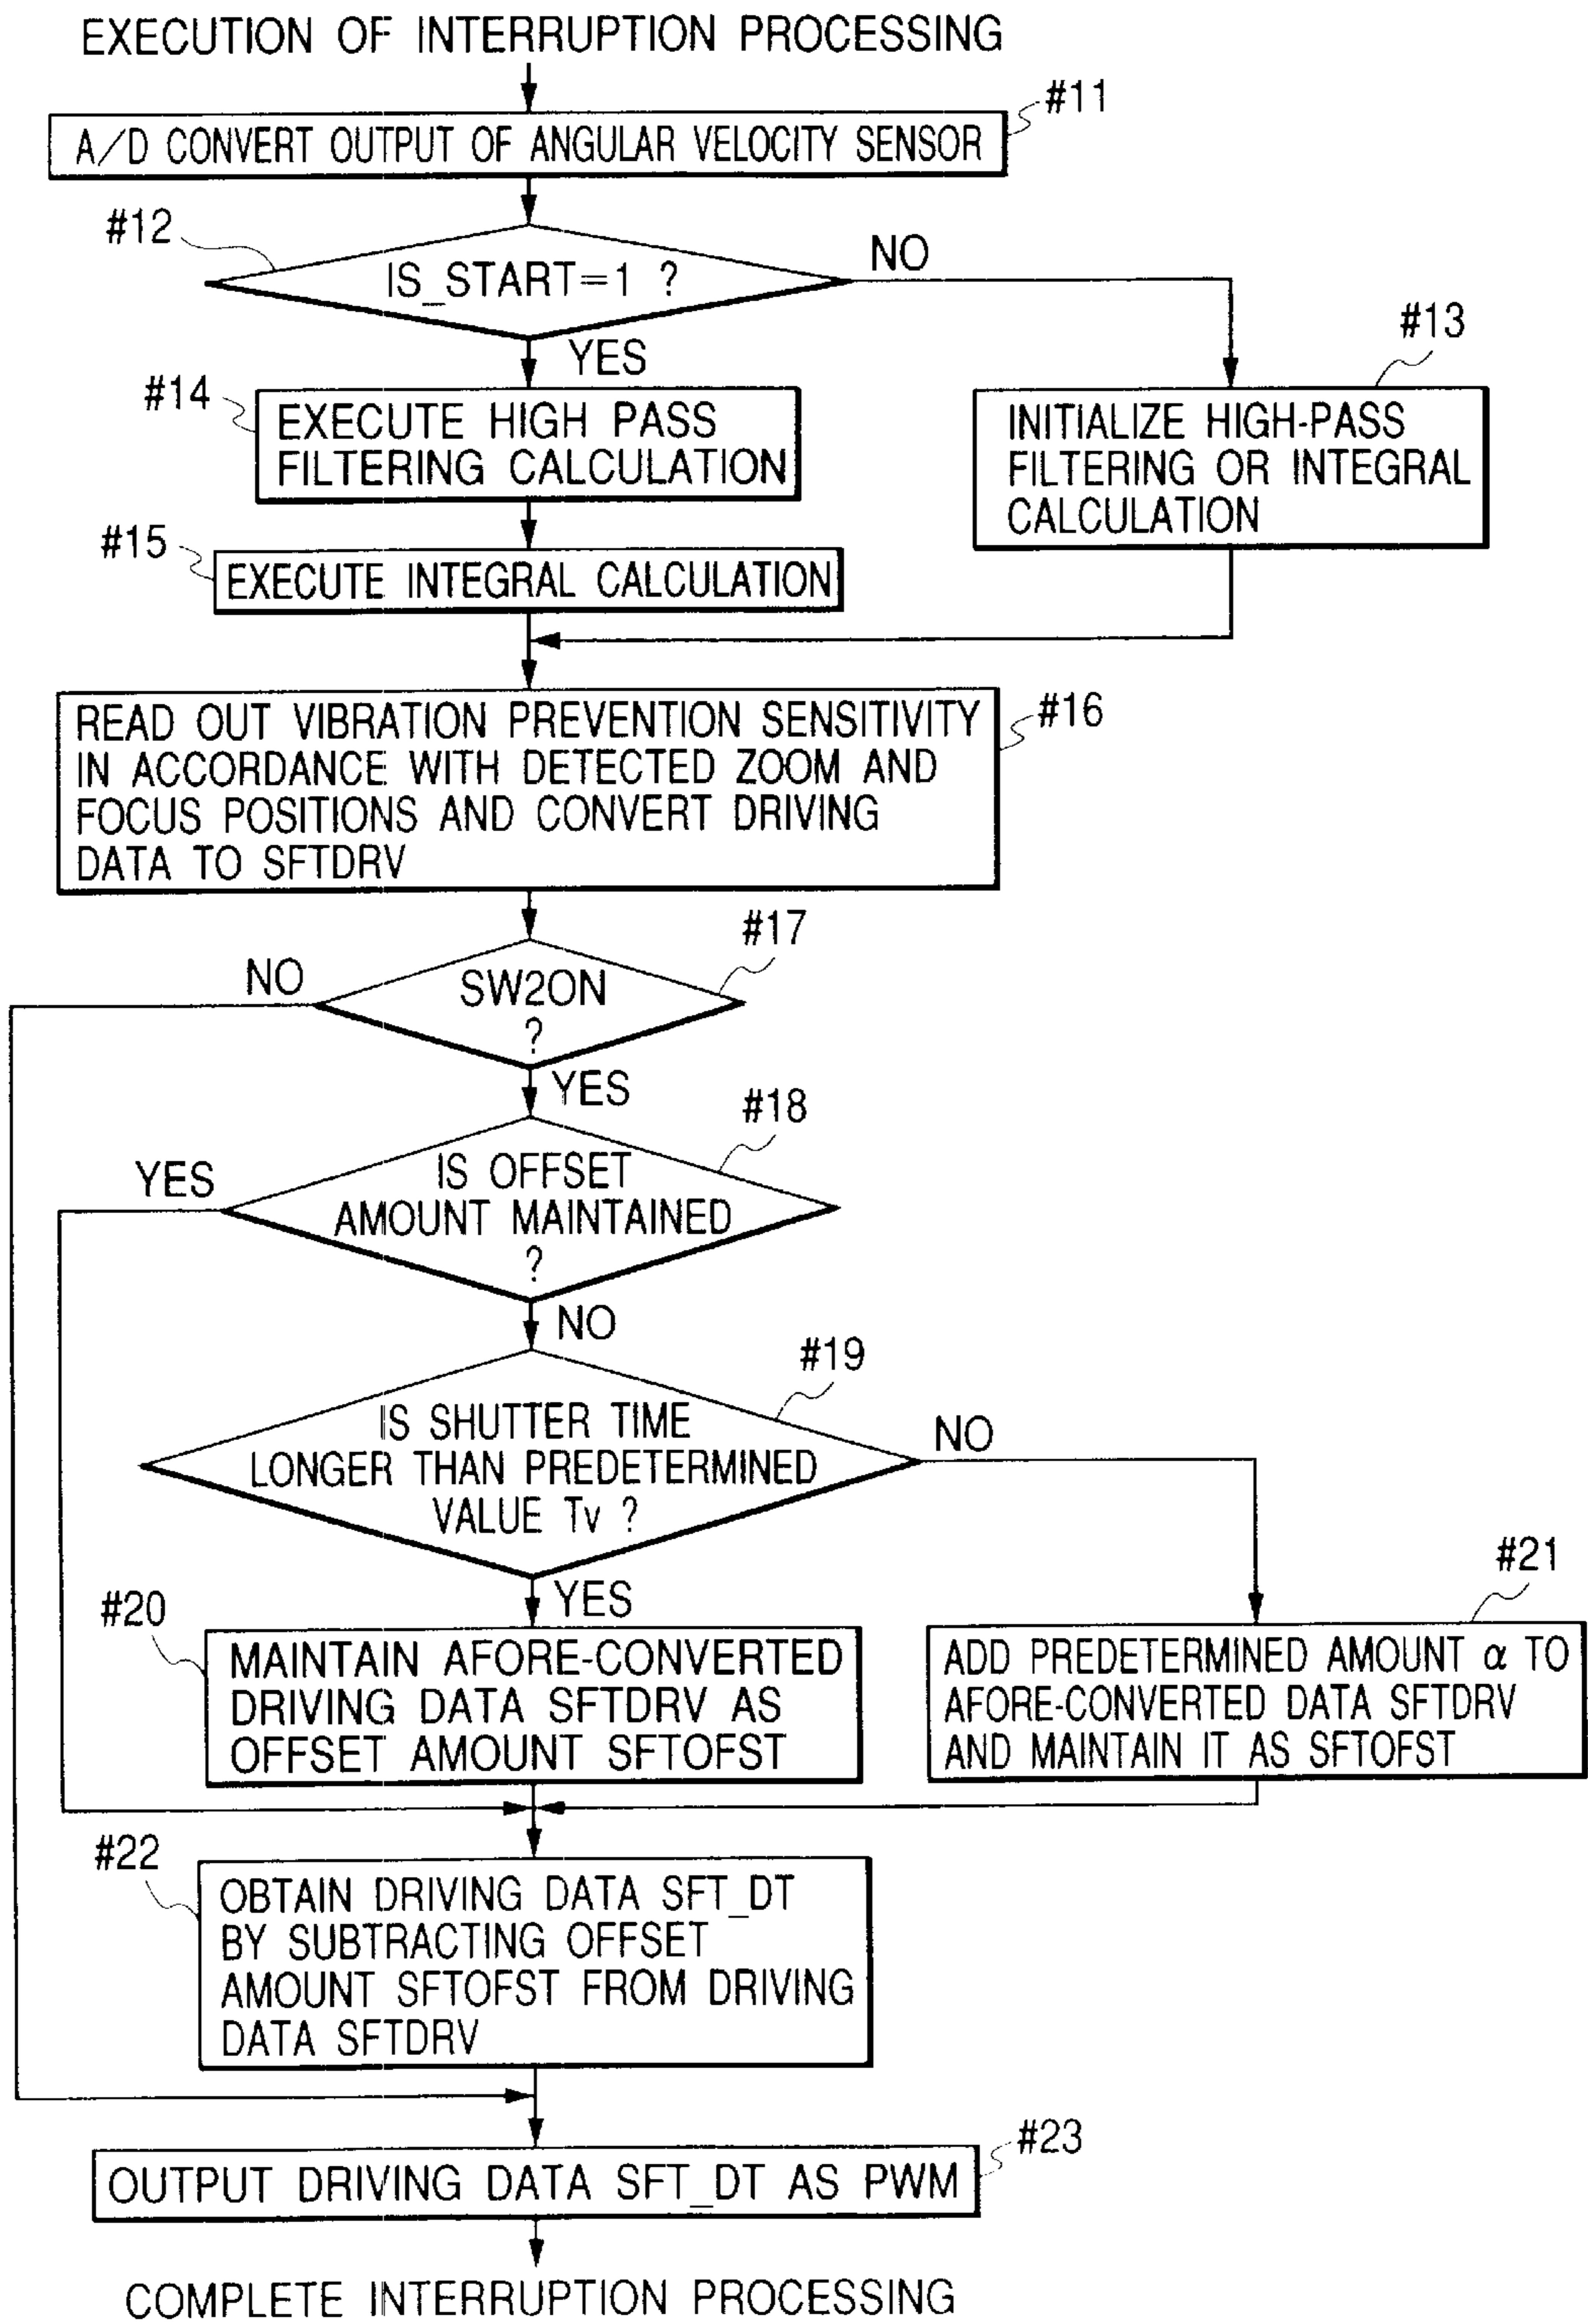 EXECUTION OF INTERRUPTION PROCESSING
#11
A/D CONVERT OUTPUT OF ANGULAR VELOCITY SENSOR
#12
IS_START=1 ?
NO
YES
#13
#14
EXECUTE HIGH PASS
FILTERING CALCULATION
INITIALIZE HIGH-PASS
FILTERING OR INTEGRAL
CALCULATION
#15
EXECUTE INTEGRAL CALCULATION
#16
READ OUT VIBRATION PREVENTION SENSITIVITY
IN ACCORDANCE WITH DETECTED ZOOM AND
FOCUS POSITIONS AND CONVERT DRIVING
DATA TO SFTDRV
#17
NO
SW2ON
?
YES
#18
YES
IS OFFSET
AMOUNT MAINTAINED
?
NO
#19
IS SHUTTER TIME
LONGER THAN PREDETERMINED
VALUE Tv ?
NO
YES
#20
MAINTAIN AFORE-CONVERTED
DRIVING DATA SFTDRV AS
OFFSET AMOUNT SFTOFST
#21
ADD PREDETERMINED AMOUNT α TO
AFORE-CONVERTED DATA SFTDRV
AND MAINTAIN IT AS SFTOFST
#22
OBTAIN DRIVING DATA SFT_DT
BY SUBTRACTING OFFSET
AMOUNT SFTOFST FROM DRIVING
DATA SFTDRV
#23
OUTPUT DRIVING DATA SFT_DT AS PWM
COMPLETE INTERRUPTION PROCESSING